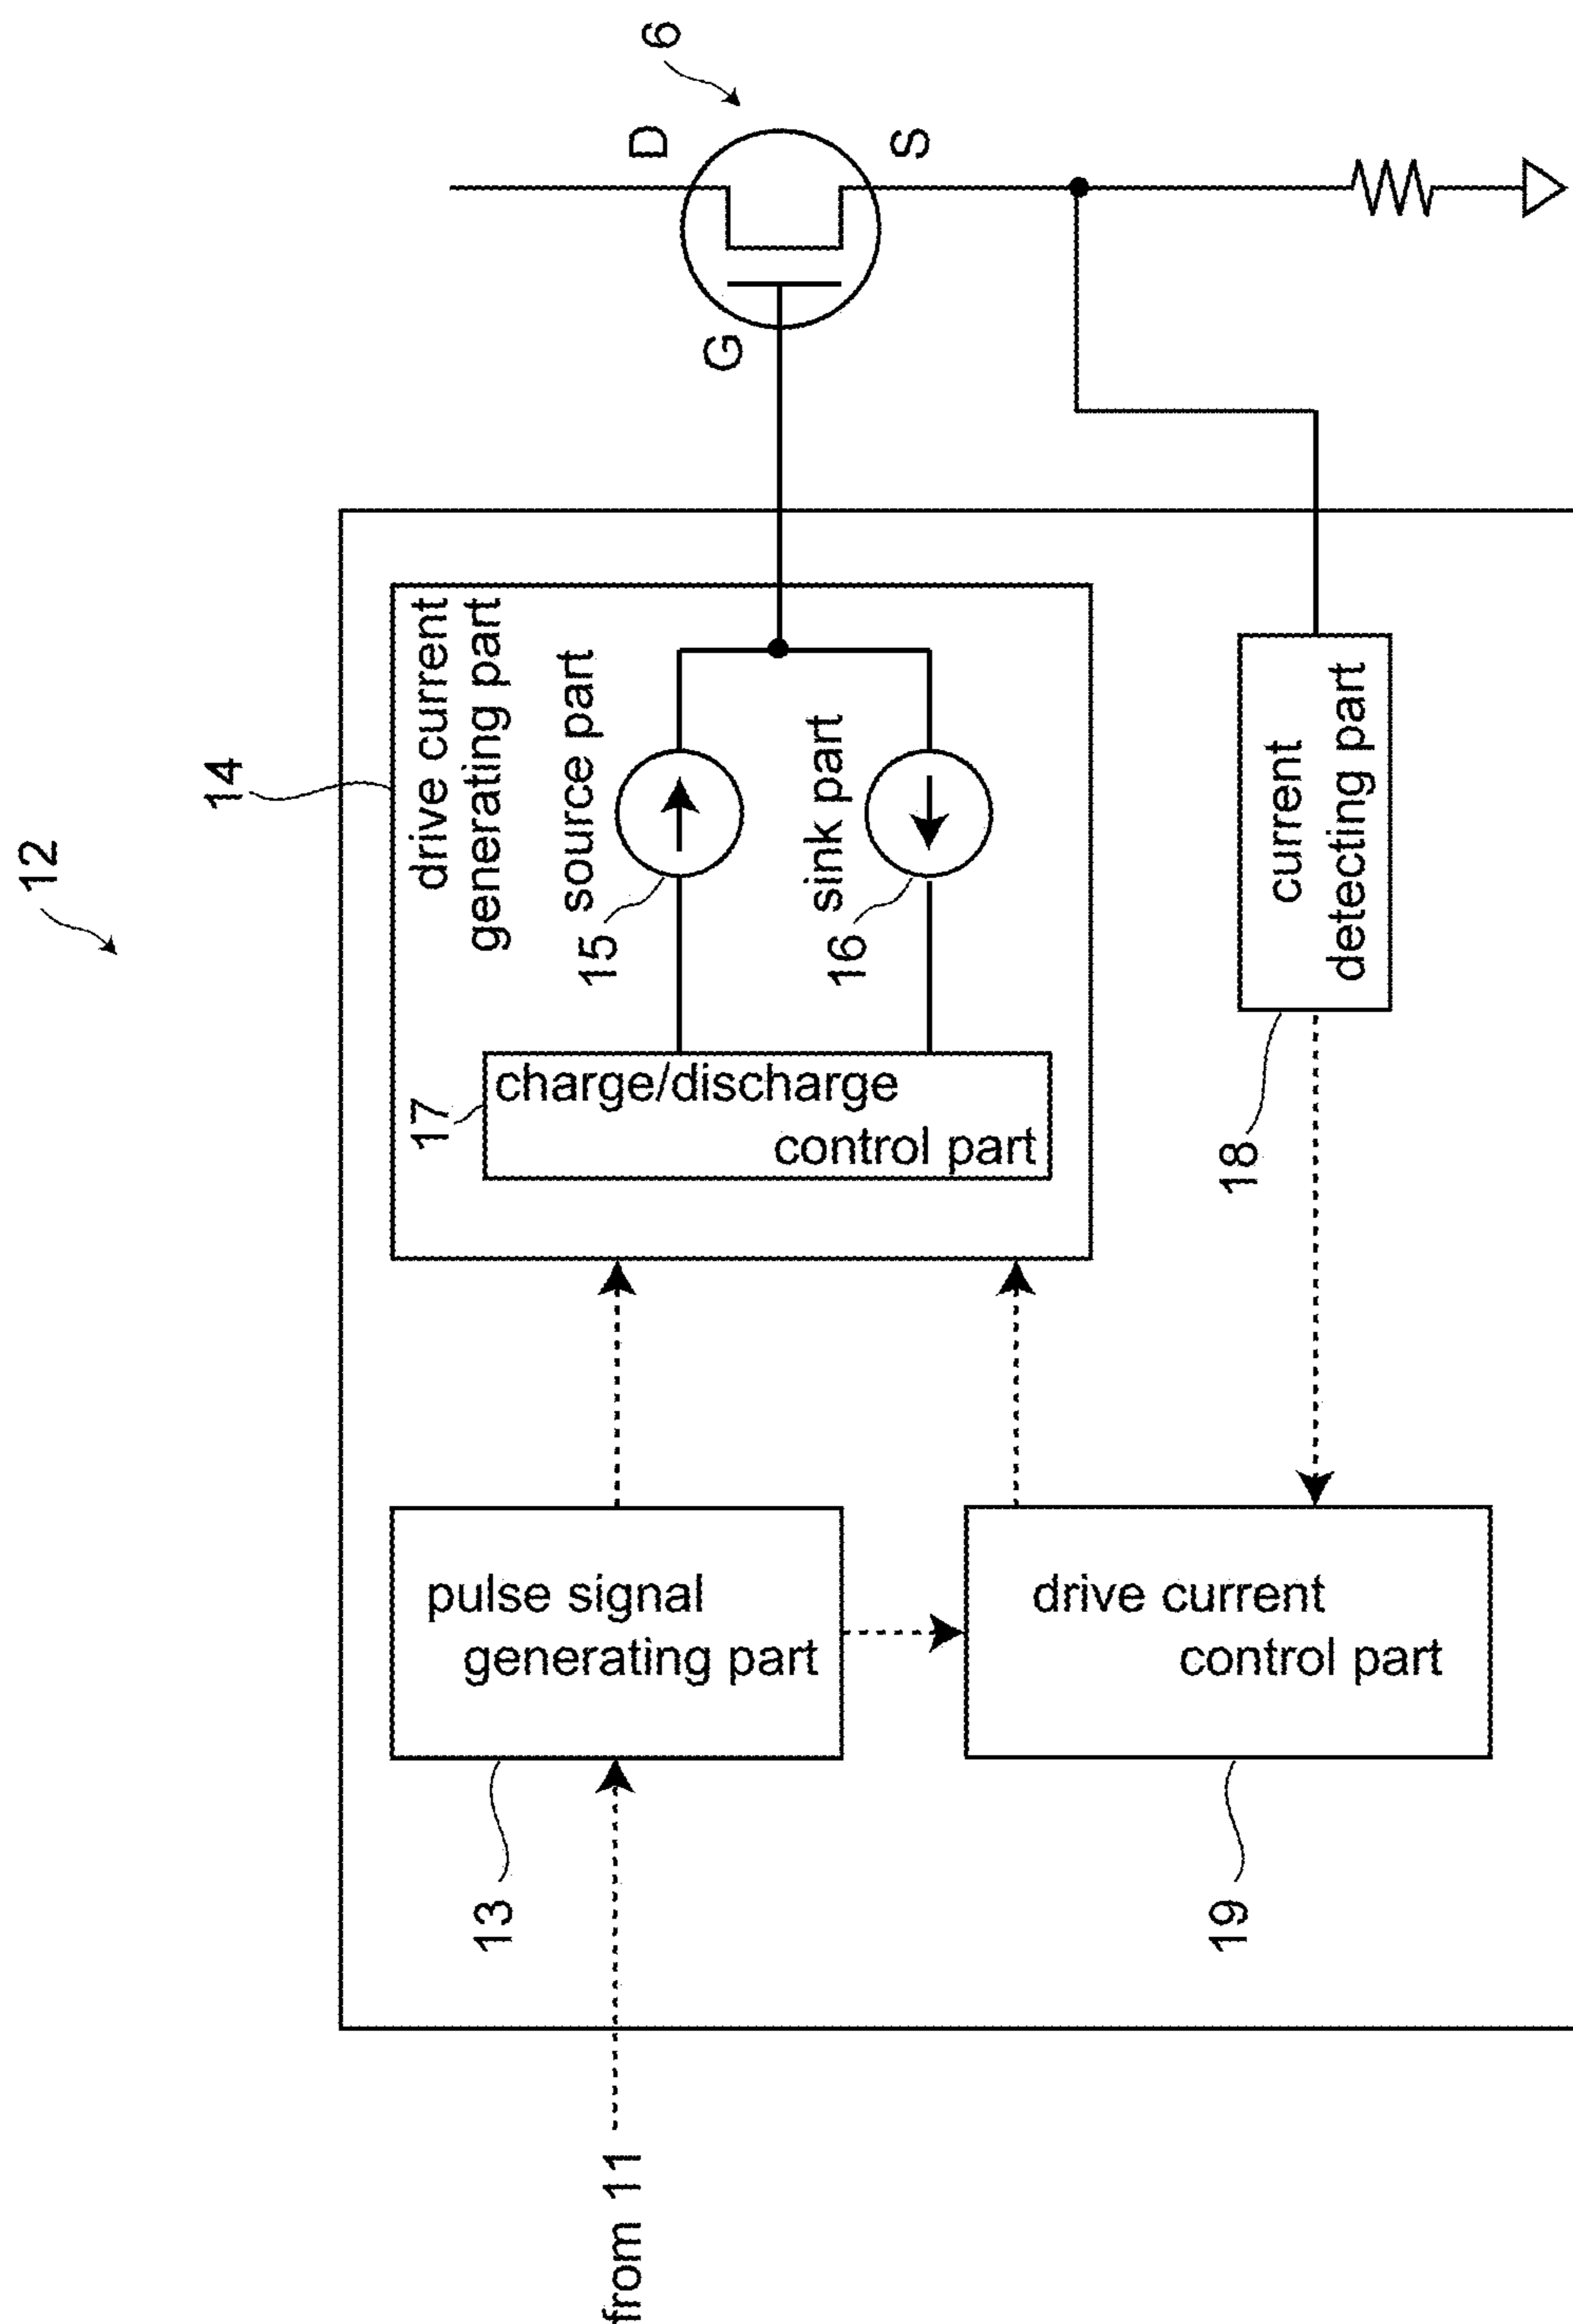 12
14
drive current
generating part
source part
15
sink part
16
17
charge/discharge
control part
G
D
S
6
pulse signal
generating part
13
drive current
control part
19
current
detecting part
18
from 11